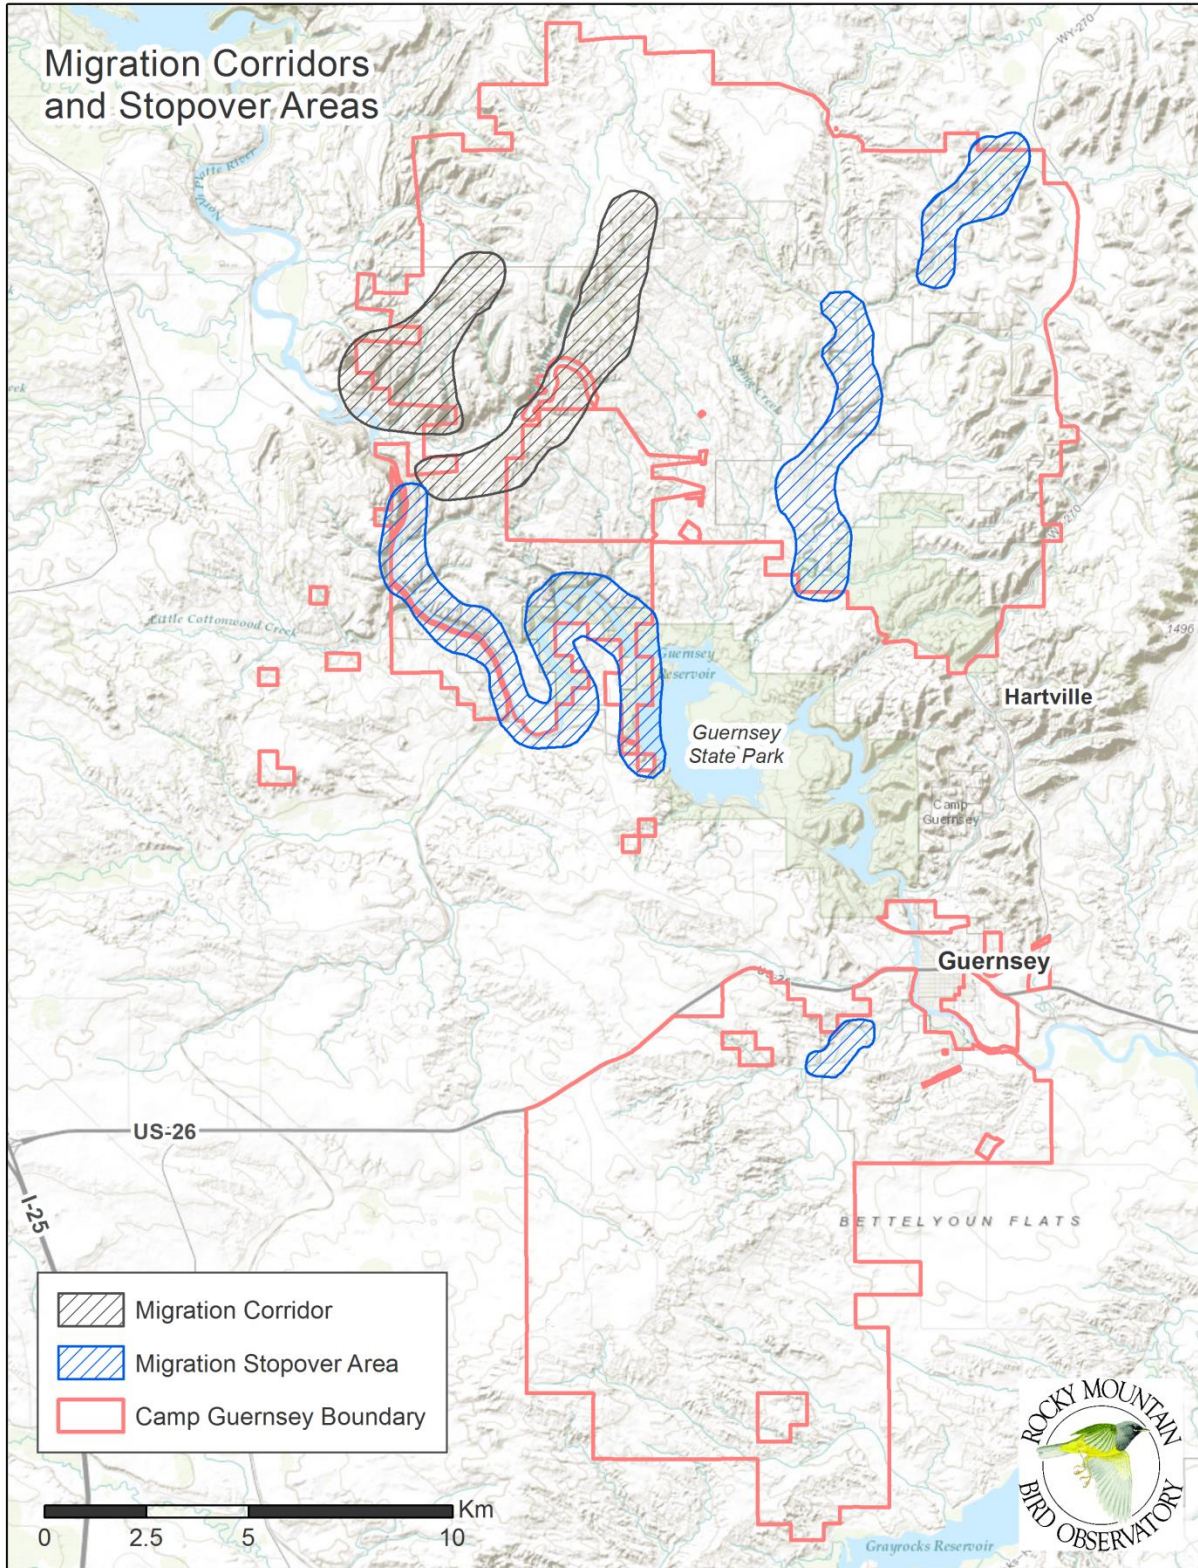 Migration Corridors
and Stopover Areas
WY-270
North Platte River
Spring Creek
WY-270
Little Cottonwood Creek
1496
Hartville
Guernsey
Reservoir
Guernsey
State Park
Camp
Guernsey
Guernsey
US-26
I-25
BETTELYOUN FLATS
Migration Corridor
Migration Stopover Area
Camp Guernsey Boundary
Km
0 2.5 5 10
ROCKY MOUNTAIN
BIRD OBSERVATORY
Grayrocks Reservoir